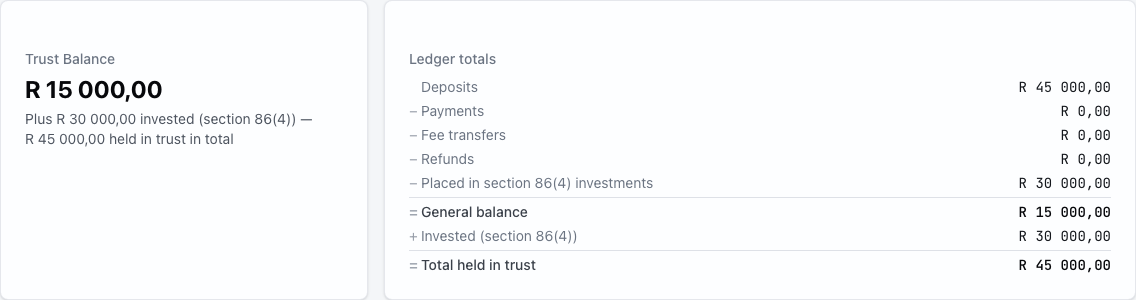 Trust Balance
R 15 000,00
Plus R 30 000,00 invested (section 86(4)) —
R 45 000,00 held in trust in total
Ledger totals
Deposits R 45 000,00
– Payments R 0,00
– Fee transfers R 0,00
– Refunds R 0,00
– Placed in section 86(4) investments R 30 000,00
= General balance R 15 000,00
+ Invested (section 86(4)) R 30 000,00
= Total held in trust R 45 000,00